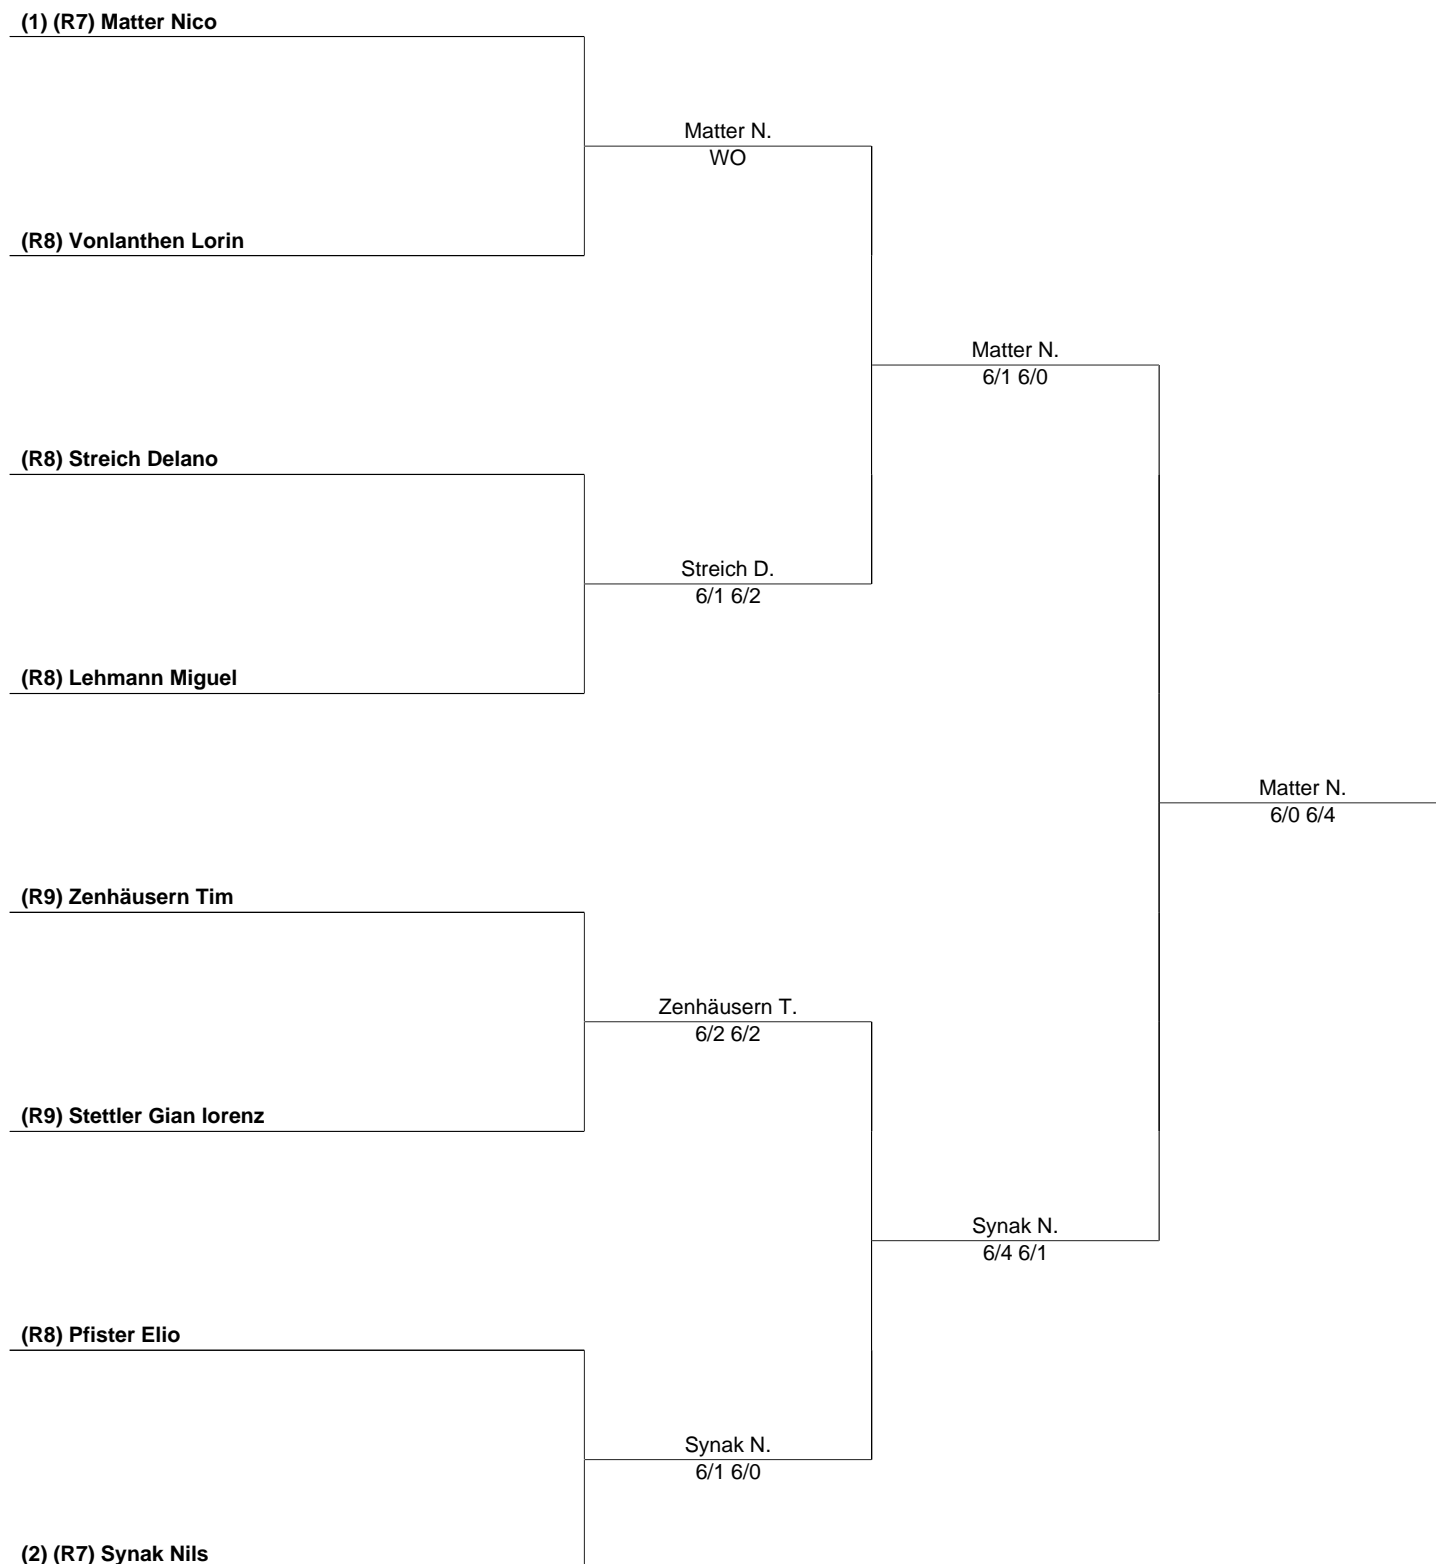 (1) (R7) Matter Nico
Matter N.
WO
(R8) Vonlanthen Lorin
Matter N.
6/1 6/0
(R8) Streich Delano
Streich D.
6/1 6/2
(R8) Lehmann Miguel
Matter N.
6/0 6/4
(R9) Zenhäusern Tim
Zenhäusern T.
6/2 6/2
(R9) Stettler Gian lorenz
Synak N.
6/4 6/1
(R8) Pfister Elio
Synak N.
6/1 6/0
(2) (R7) Synak Nils